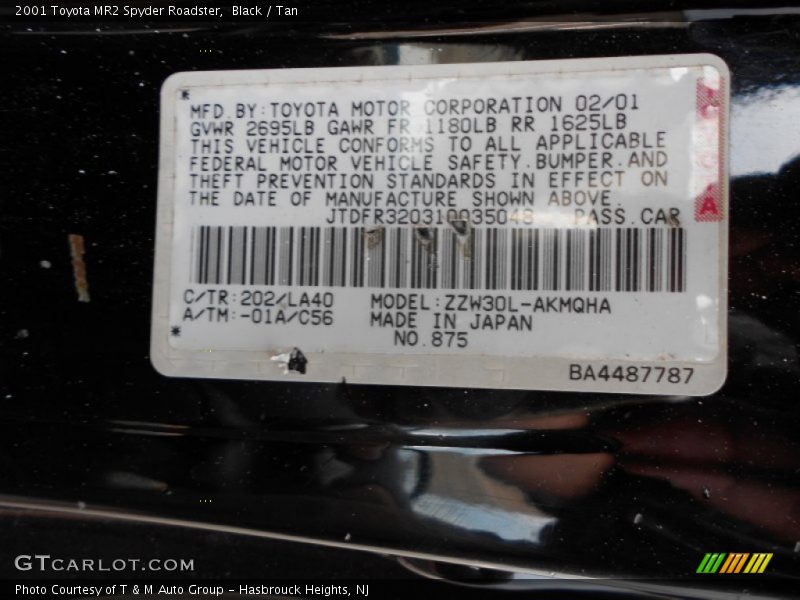 2001 Toyota MR2 Spyder Roadster, Black / Tan
MFD.BY:TOYOTA MOTOR CORPORATION 02/01
GVWR 2695LB GAWR FR 1180LB RR 1625LB
THIS VEHICLE CONFORMS TO ALL APPLICABLE
FEDERAL MOTOR VEHICLE SAFETY.BUMPER.AND
THEFT PREVENTION STANDARDS IN EFFECT ON
THE DATE OF MANUFACTURE SHOWN ABOVE.
JTDFR320310035048 PASS.CAR
C/TR:202/LA40 MODEL:ZZW30L-AKMQHA
A/TM:-01A/C56 MADE IN JAPAN
NO.875
BA4487787
GTcarlot.com
Photo Courtesy of T & M Auto Group - Hasbrouck Heights, NJ